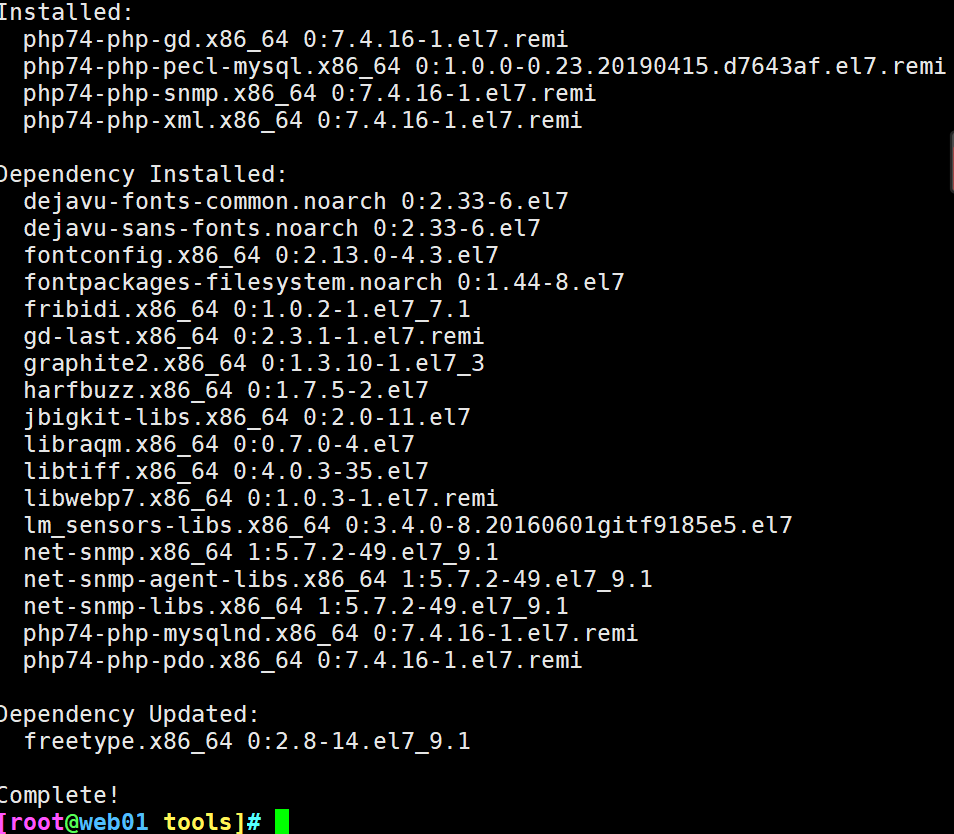 Installed:
php74-php-gd.x86_64 0:7.4.16-1.el7.remi
php74-php-pecl-mysql.x86_64 0:1.0.0-0.23.20190415.d7643af.el7.remi
php74-php-snmp.x86_64 0:7.4.16-1.el7.remi
php74-php-xml.x86_64 0:7.4.16-1.el7.remi
Dependency Installed:
dejavu-fonts-common.noarch 0:2.33-6.el7
dejavu-sans-fonts.noarch 0:2.33-6.el7
fontconfig.x86_64 0:2.13.0-4.3.el7
fontpackages-filesystem.noarch 0:1.44-8.el7
fribidi.x86_64 0:1.0.2-1.el7_7.1
gd-last.x86_64 0:2.3.1-1.el7.remi
graphite2.x86_64 0:1.3.10-1.el7_3
harfbuzz.x86_64 0:1.7.5-2.el7
jbigkit-libs.x86_64 0:2.0-11.el7
libraqm.x86_64 0:0.7.0-4.el7
libtiff.x86_64 0:4.0.3-35.el7
libwebp7.x86_64 0:1.0.3-1.el7.remi
lm_sensors-libs.x86_64 0:3.4.0-8.20160601gitf9185e5.el7
net-snmp.x86_64 1:5.7.2-49.el7_9.1
net-snmp-agent-libs.x86_64 1:5.7.2-49.el7_9.1
net-snmp-libs.x86_64 1:5.7.2-49.el7_9.1
php74-php-mysqlnd.x86_64 0:7.4.16-1.el7.remi
php74-php-pdo.x86_64 0:7.4.16-1.el7.remi
Dependency Updated:
freetype.x86_64 0:2.8-14.el7_9.1
Complete!
[root@web01 tools]#